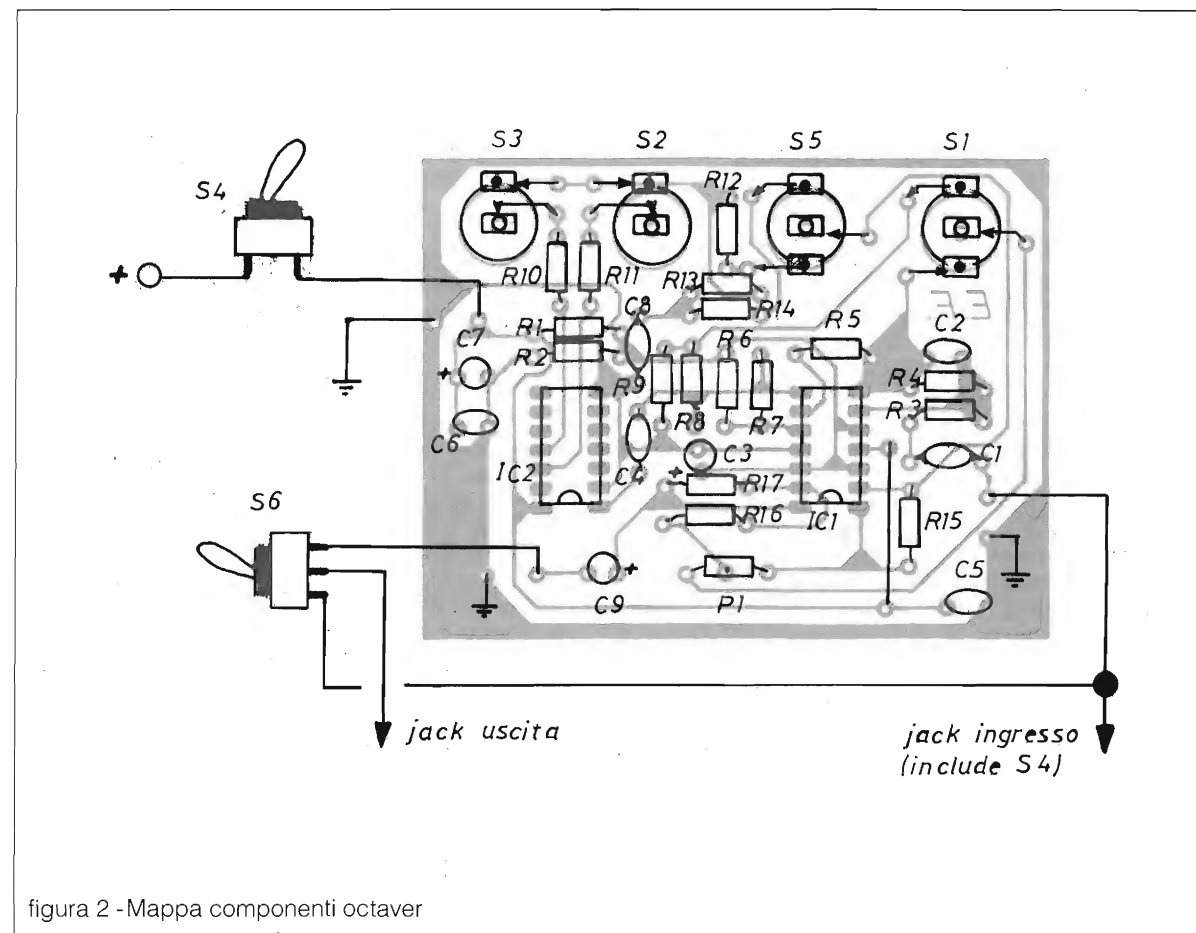 S3 S2 S5 S1
S4
R12
+
R10 R11 R13
R14
C7 R1 C8 R5 C2
R2 R6
+ R9 R4
R8 R7 R3
C6 C4 C3 C1
IC2 + R17
S6 R16 IC1 R15
C9 + P1 C5
jack uscita
jack ingresso
(include S4)
figura 2 - Mappa componenti octaver